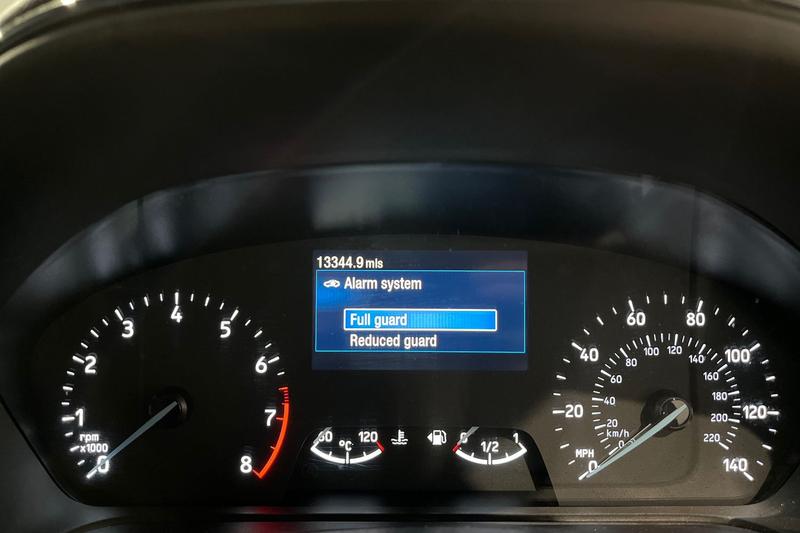 13344.9 mls
Alarm system
Full guard
Reduced guard
0 1 2 3 4 5 6 7 8
rpm
x1000
60 °C 120
0 1/2 1
0 20 40 60 80 100 120 140
MPH
20 40 60 80 100 120 140 160 180 200 220
km/h